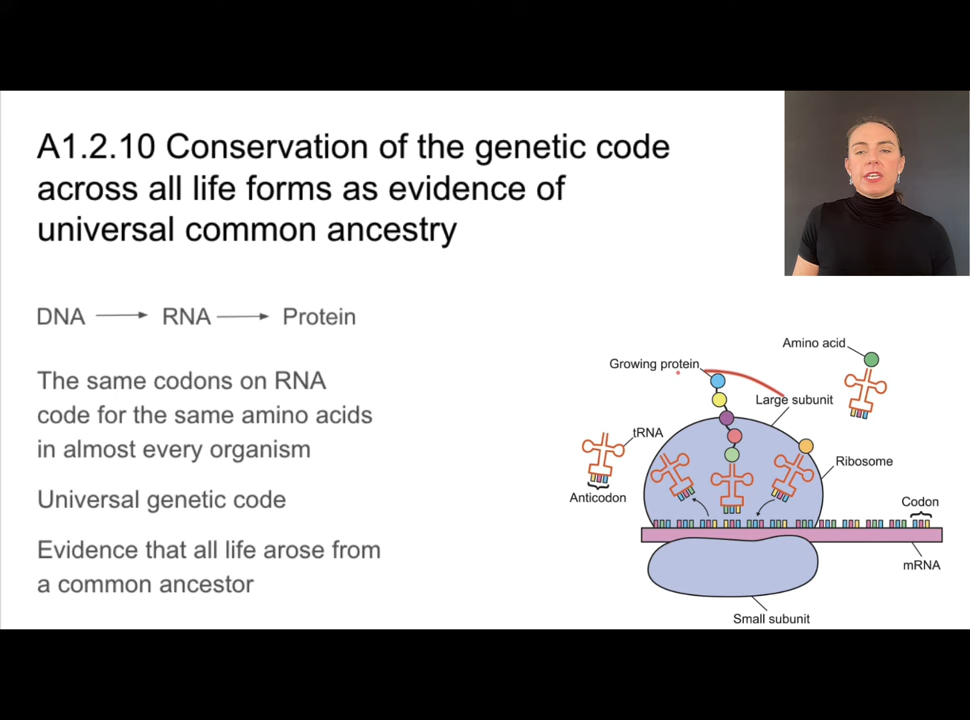 A1.2.10 Conservation of the genetic code
across all life forms as evidence of
universal common ancestry
DNA → RNA → Protein
The same codons on RNA
code for the same amino acids
in almost every organism
Universal genetic code
Evidence that all life arose from
a common ancestor
Amino acid
Growing protein
Large subunit
tRNA
Ribosome
Anticodon
Codon
mRNA
Small subunit